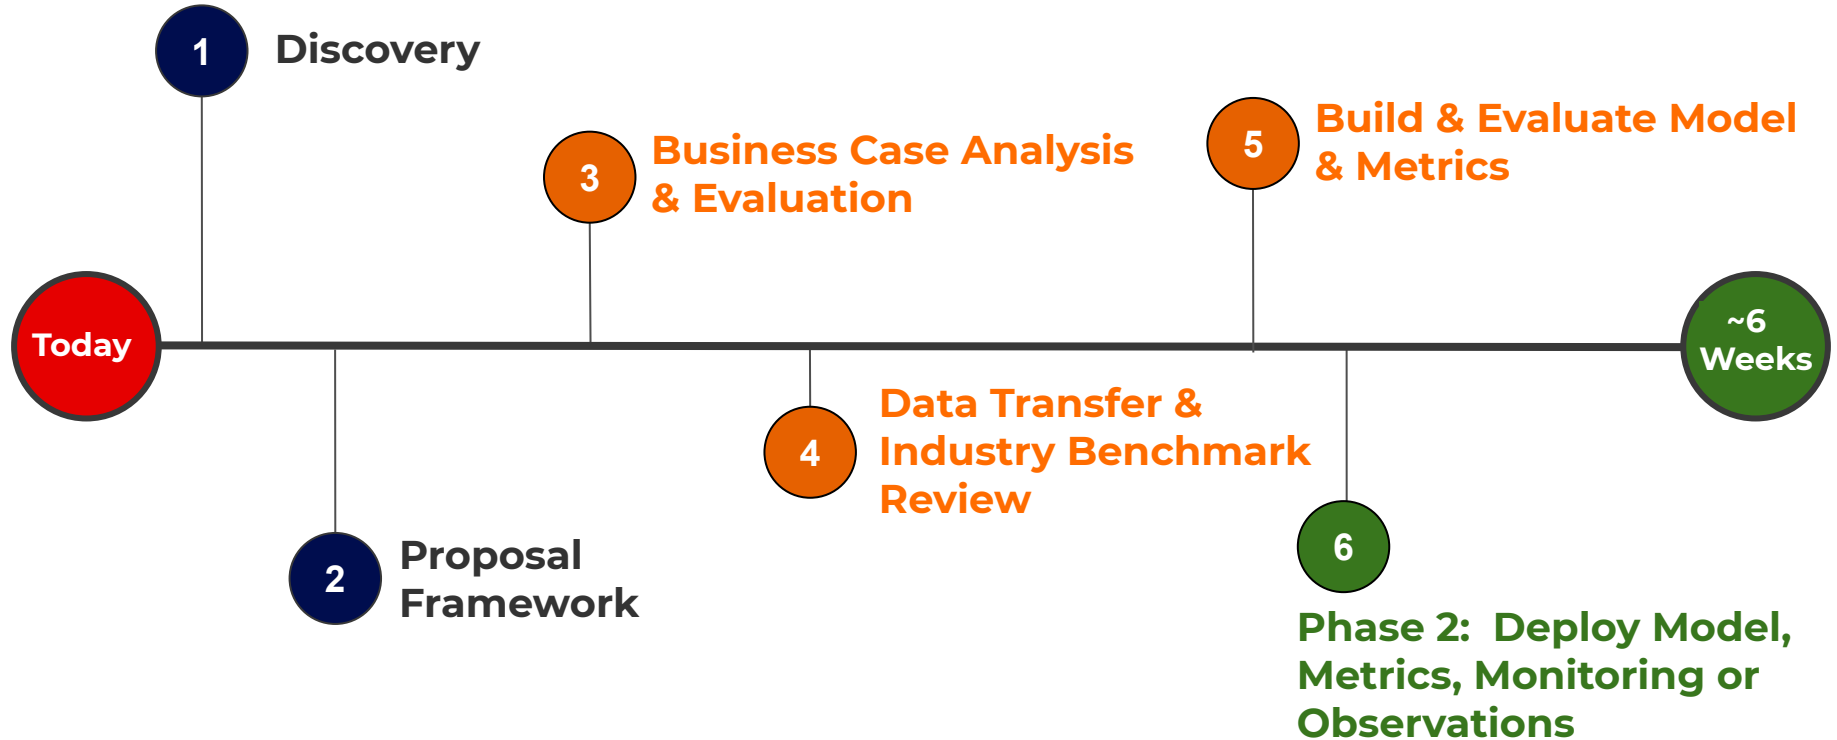 1
Discovery
3
Business Case Analysis
& Evaluation
5
Build & Evaluate Model
& Metrics
Today
~6
Weeks
4
Data Transfer &
Industry Benchmark
Review
2
Proposal
Framework
6
Phase 2:  Deploy Model,
Metrics, Monitoring or
Observations